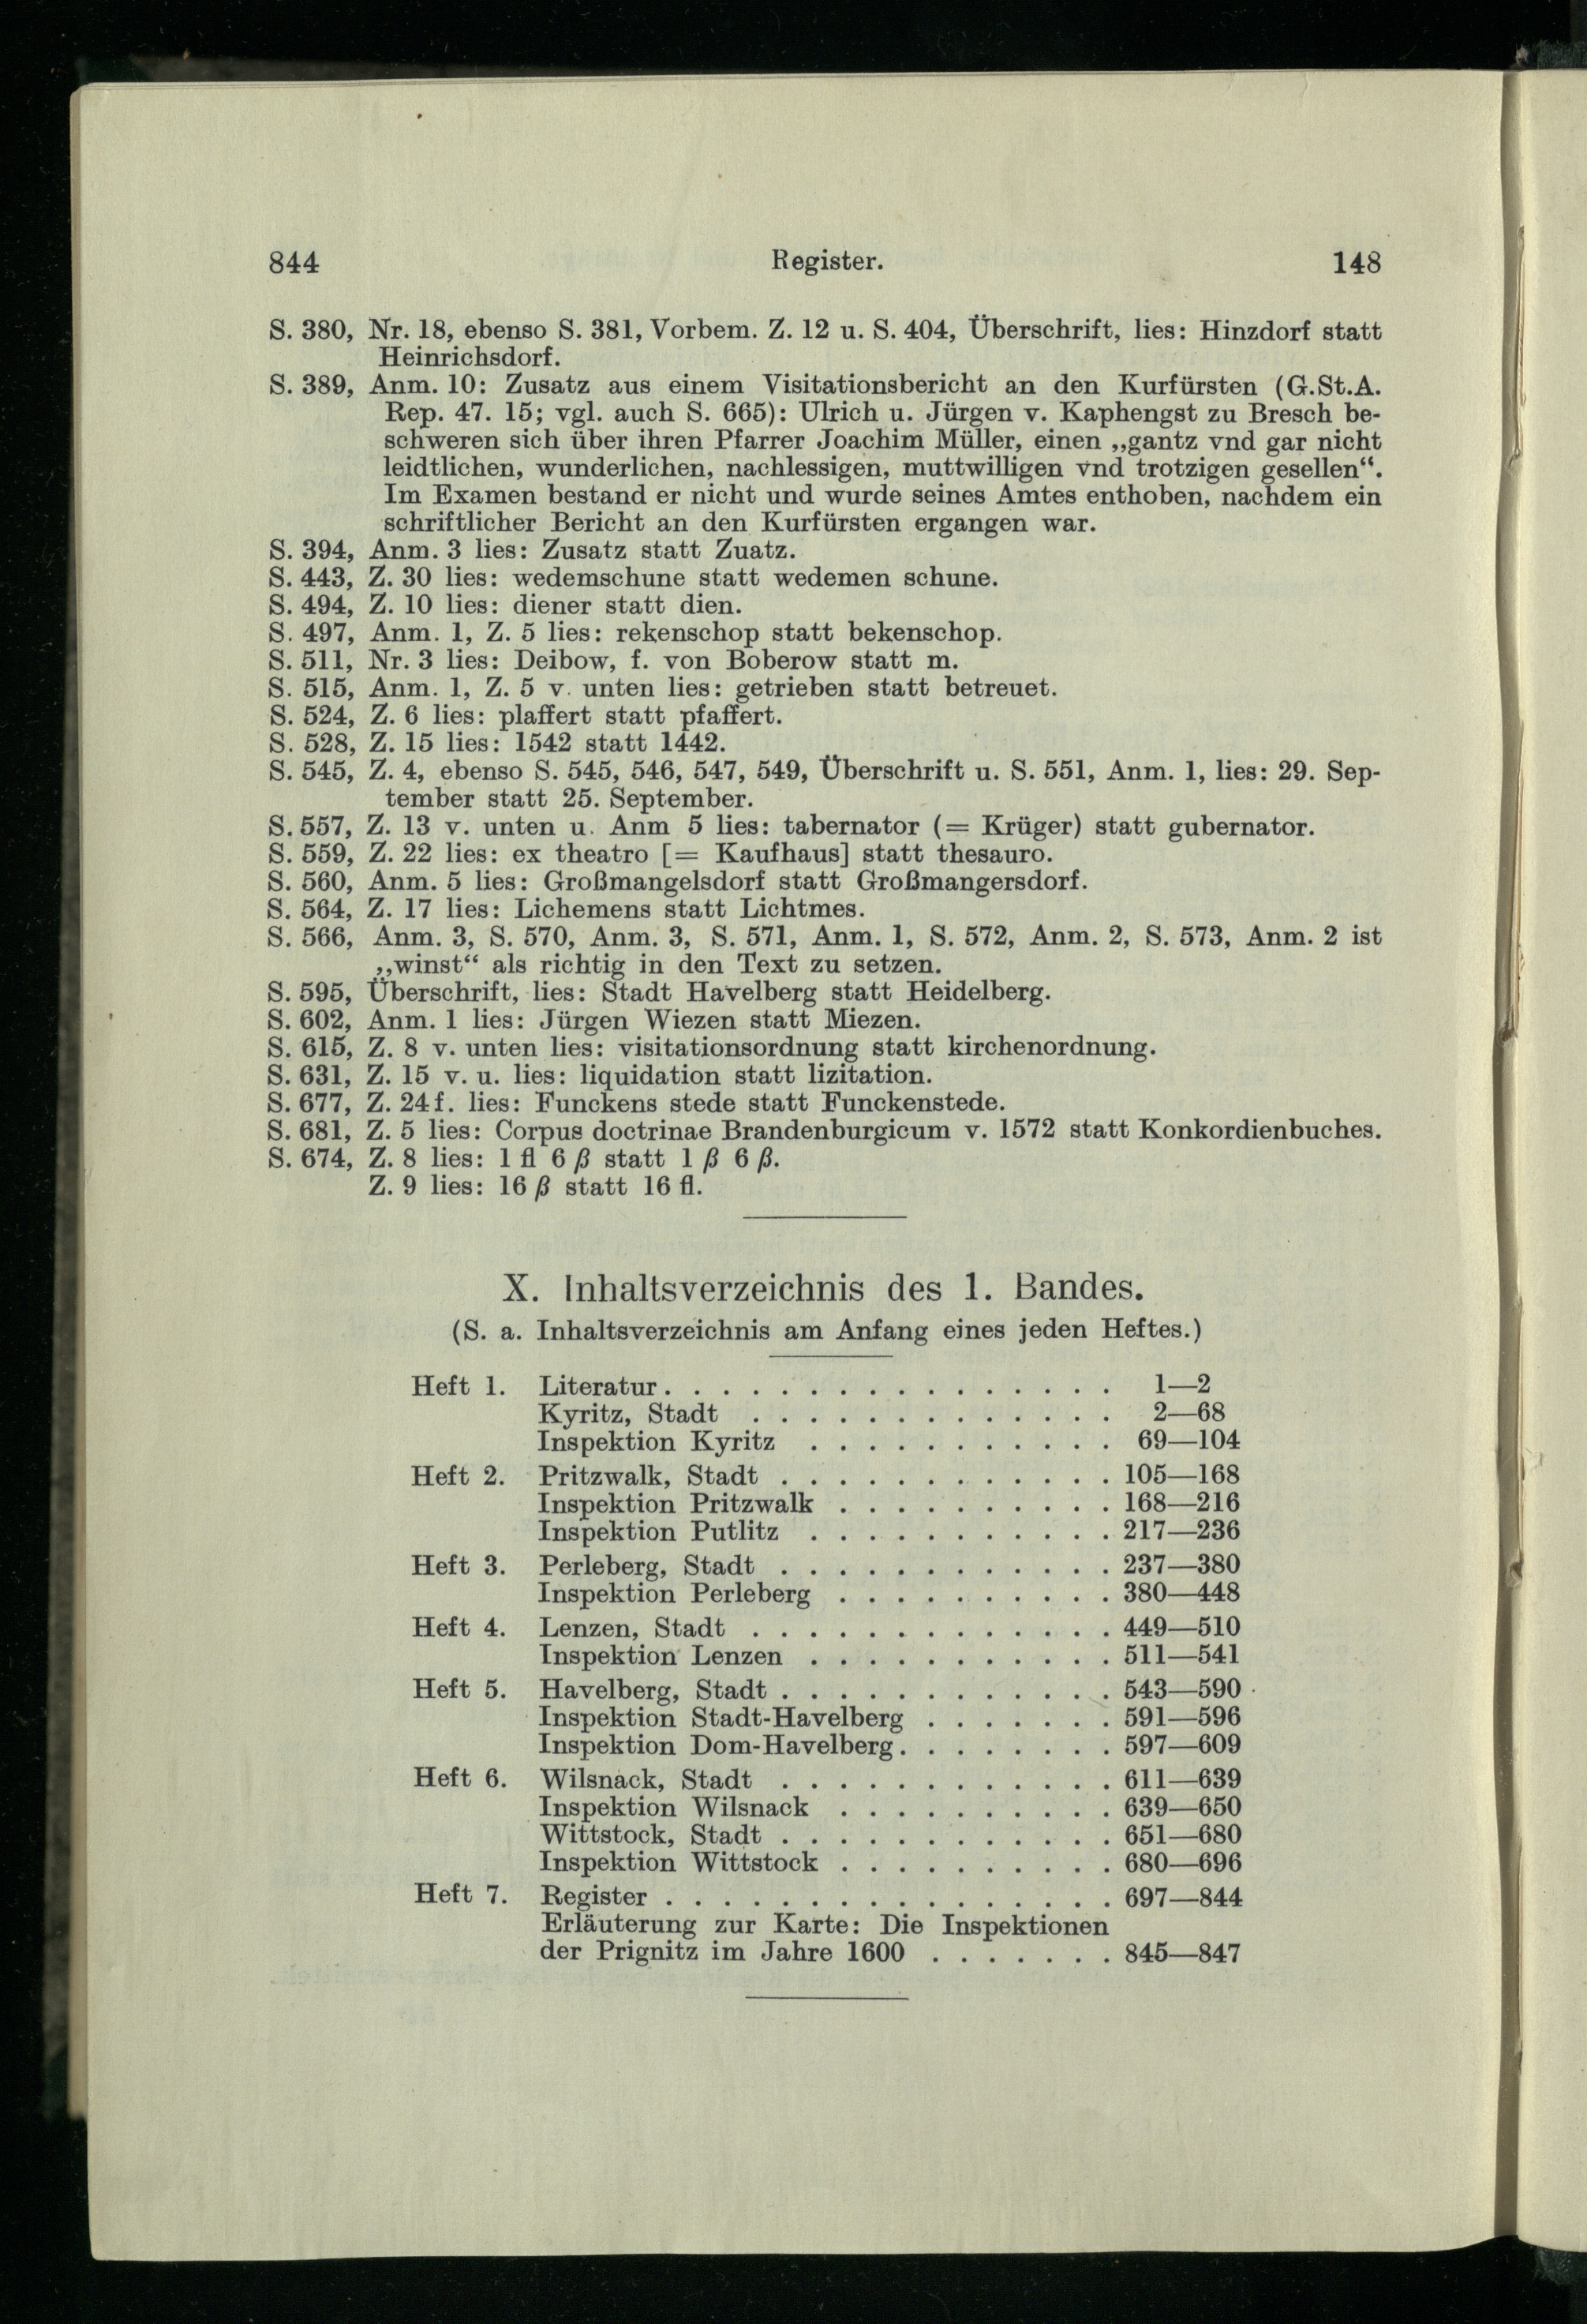 844 Register. 148
S. 380, Nr. 18, ebenso S. 381, Vorbem. Z. 12 u. S. 404, Überschrift, lies: Hinzdorf statt
Heinrichsdorf.
S. 389, Anm. 10: Zusatz aus einem Visitationsbericht an den Kurfürsten (G.St.A.
Rep. 47. 15; vgl. auch S. 665): Ulrich u. Jürgen v. Kaphengst zu Bresch be-
schweren sich über ihren Pfarrer Joachim Müller, einen „gantz vnd gar nicht
leidtlichen, wunderlichen, nachlessigen, muttwilligen vnd trotzigen gesellen“.
Im Examen bestand er nicht und wurde seines Amtes enthoben, nachdem ein
schriftlicher Bericht an den Kurfürsten ergangen war.
S. 394, Anm. 3 lies: Zusatz statt Zuatz.
S. 443, Z. 30 lies: wedemschune statt wedemen schune.
S. 494, Z. 10 lies: diener statt dien.
S. 497, Anm. 1, Z. 5 lies: rekenschop statt bekenschop.
S. 511, Nr. 3 lies: Deibow, f. von Boberow statt m.
S. 515, Anm. 1, Z. 5 v. unten lies: getrieben statt betreuet.
S. 524, Z. 6 lies: plaffert statt pfaffert.
S. 528, Z. 15 lies: 1542 statt 1442.
S. 545, Z. 4, ebenso S. 545, 546, 547, 549, Überschrift u. S. 551, Anm. 1, lies: 29. Sep-
tember statt 25. September.
S. 557, Z. 13 v. unten u. Anm 5 lies: tabernator (= Krüger) statt gubernator.
S. 559, Z. 22 lies: ex theatro [= Kaufhaus] statt thesauro.
S. 560, Anm. 5 lies: Großmangelsdorf statt Großmangersdorf.
S. 564, Z. 17 lies: Lichemens statt Lichtmes.
S. 566, Anm. 3, S. 570, Anm. 3, S. 571, Anm. 1, S. 572, Anm. 2, S. 573, Anm. 2 ist
„winst“ als richtig in den Text zu setzen.
S. 595, Überschrift, lies: Stadt Havelberg statt Heidelberg.
S. 602, Anm. 1 lies: Jürgen Wiezen statt Miezen.
S. 615, Z. 8 v. unten lies: visitationsordnung statt kirchenordnung.
S. 631, Z. 15 v. u. lies: liquidation statt lizitation.
S. 677, Z. 24f. lies: Funckens stede statt Funckenstede.
S. 681, Z. 5 lies: Corpus doctrinae Brandenburgicum v. 1572 statt Konkordienbuches.
S. 674, Z. 8 lies: 1 fl 6 β statt 1 β 6 β.
Z. 9 lies: 16 β statt 16 fl.
X. Inhaltsverzeichnis des 1. Bandes.
(S. a. Inhaltsverzeichnis am Anfang eines jeden Heftes.)
Heft 1. Literatur . . . . . . . . . . . . . . . . 1—2
Kyritz, Stadt . . . . . . . . . . . . . 2—68
Inspektion Kyritz . . . . . . . . . . . 69—104
Heft 2. Pritzwalk, Stadt . . . . . . . . . . . . 105—168
Inspektion Pritzwalk . . . . . . . . . . 168—216
Inspektion Putlitz . . . . . . . . . . . 217—236
Heft 3. Perleberg, Stadt . . . . . . . . . . . . 237—380
Inspektion Perleberg . . . . . . . . . . 380—448
Heft 4. Lenzen, Stadt . . . . . . . . . . . . . 449—510
Inspektion Lenzen . . . . . . . . . . . 511—541
Heft 5. Havelberg, Stadt . . . . . . . . . . . . 543—590
Inspektion Stadt-Havelberg . . . . . . . 591—596
Inspektion Dom-Havelberg . . . . . . . . 597—609
Heft 6. Wilsnack, Stadt . . . . . . . . . . . . 611—639
Inspektion Wilsnack . . . . . . . . . . 639—650
Wittstock, Stadt . . . . . . . . . . . . 651—680
Inspektion Wittstock . . . . . . . . . . 680—696
Heft 7. Register . . . . . . . . . . . . . . . . 697—844
Erläuterung zur Karte: Die Inspektionen
der Prignitz im Jahre 1600 . . . . . . . 845—847